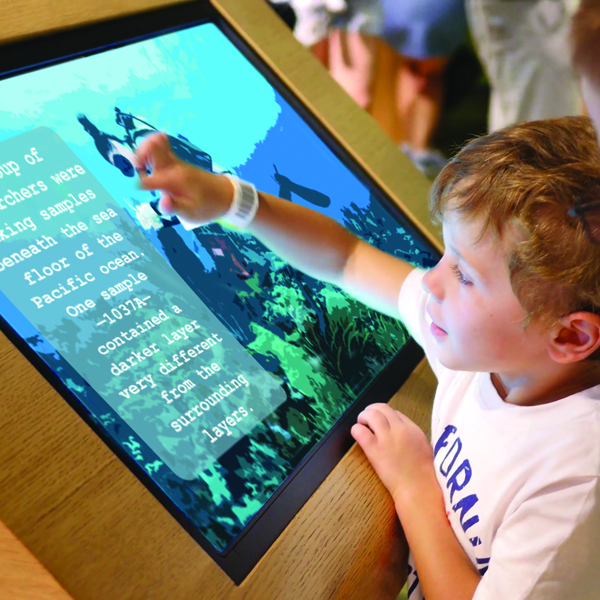 oup of
rchers were
king samples
beneath the sea
floor of the
Pacific ocean.
One sample
—1037A—
contained a
darker layer
very different
from the
surrounding
layers.
FORN